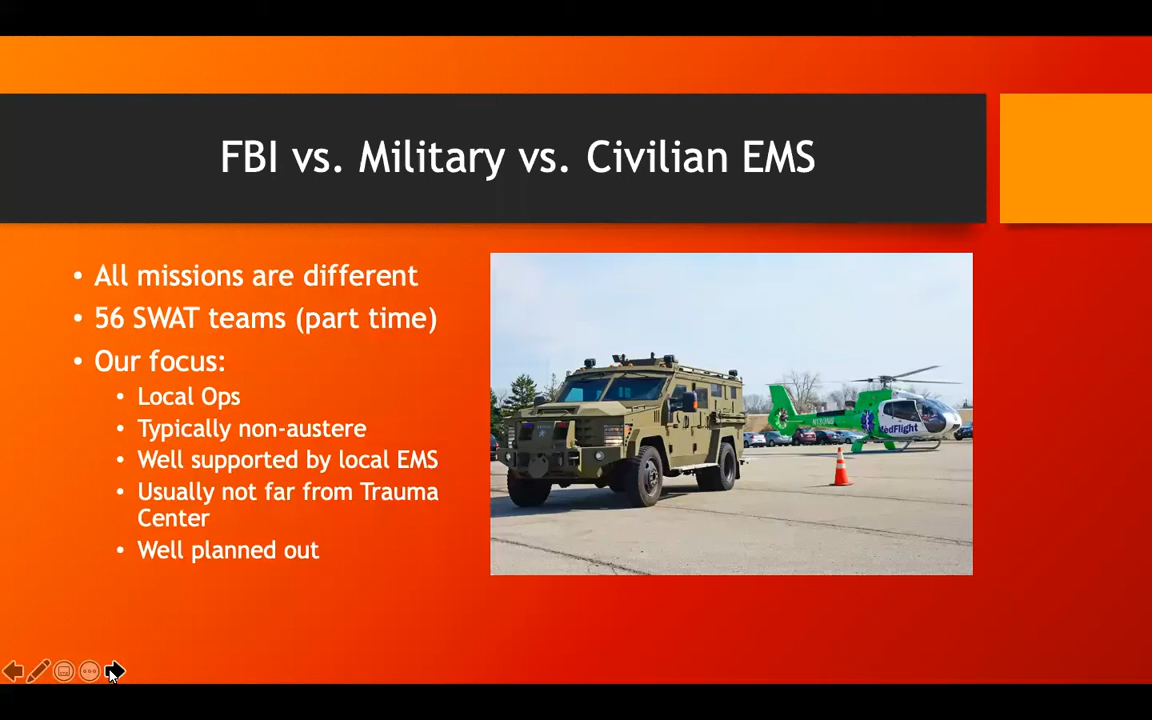 FBI vs. Military vs. Civilian EMS
• All missions are different
• 56 SWAT teams (part time)
• Our focus:
• Local Ops
• Typically non-austere
• Well supported by local EMS
• Usually not far from Trauma
Center
• Well planned out
MedFlight